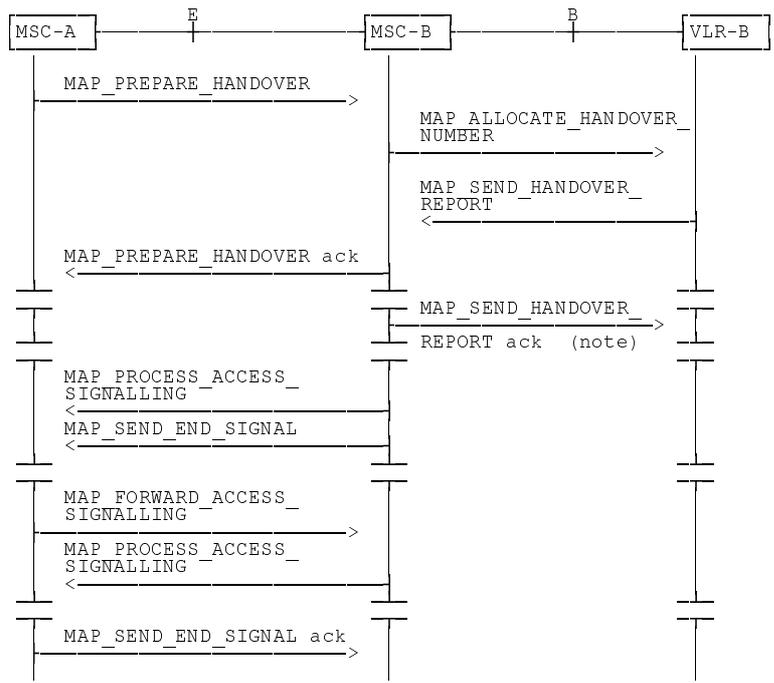 E B
MSC-A MSC-B VLR-B
MAP_PREPARE_HANDOVER
MAP_ALLOCATE_HANDOVER_
NUMBER
MAP_SEND_HANDOVER_
REPORT
MAP_PREPARE_HANDOVER ack
MAP_SEND_HANDOVER_
REPORT ack (note)
MAP_PROCESS_ACCESS_
SIGNALLING
MAP_SEND_END_SIGNAL
MAP_FORWARD_ACCESS_
SIGNALLING
MAP_PROCESS_ACCESS_
SIGNALLING
MAP_SEND_END_SIGNAL ack